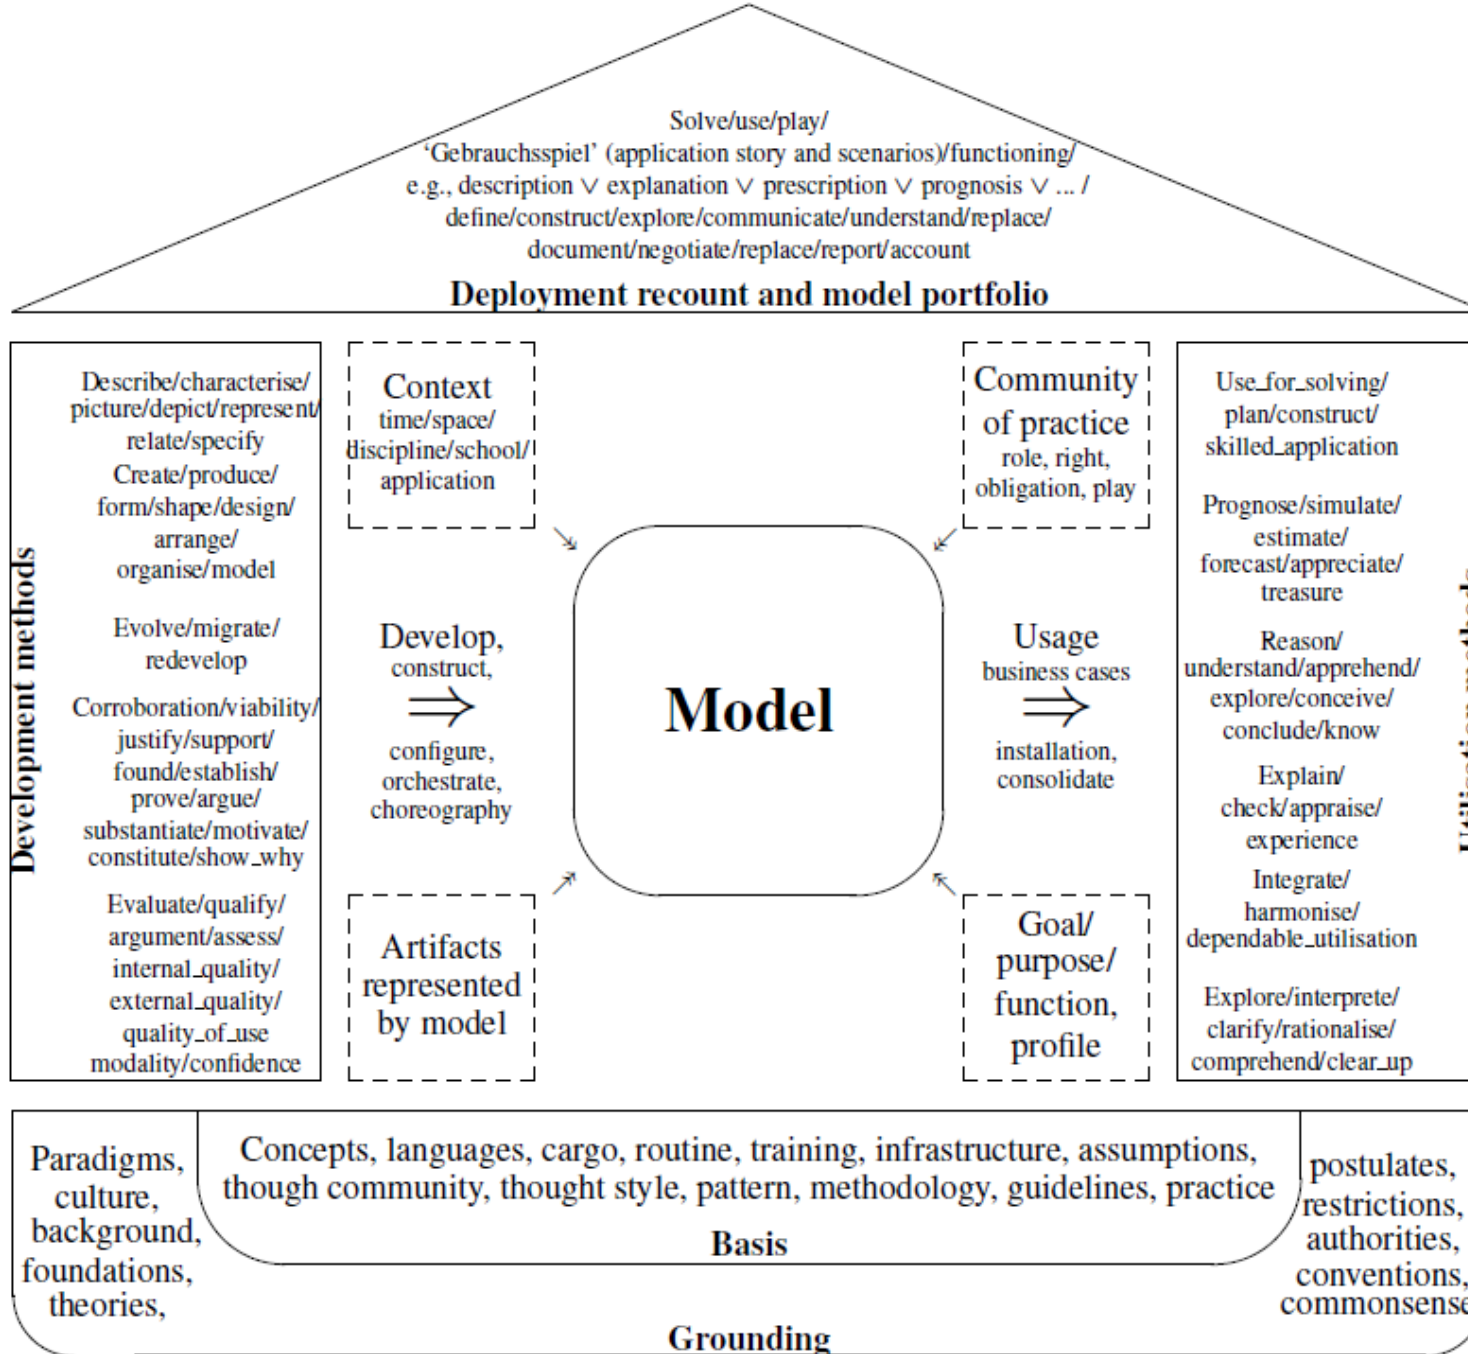 Solve/use/play/
‘Gebrauchsspiel’ (application story and scenarios)/functioning/
e.g., description ∨ explanation ∨ prescription ∨ prognosis ∨ ... /
define/construct/explore/communicate/understand/replace/
document/negotiate/replace/report/account
Deployment recount and model portfolio
Development methods
Describe/characterise/
picture/depict/represent/
relate/specify
Create/produce/
form/shape/design/
arrange/
organise/model
Evolve/migrate/
redevelop
Corroboration/viability/
justify/support/
found/establish/
prove/argue/
substantiate/motivate/
constitute/show_why
Evaluate/qualify/
argument/assess/
internal_quality/
external_quality/
quality_of_use
modality/confidence
Context
time/space/
discipline/school/
application
Develop,
construct,
⇒
configure,
orchestrate,
choreography
Artifacts
represented
by model
Model
Community
of practice
role, right,
obligation, play
Usage
business cases
⇒
installation,
consolidate
Goal/
purpose/
function,
profile
Use_for_solving/
plan/construct/
skilled_application
Prognose/simulate/
estimate/
forecast/appreciate/
treasure
Reason/
understand/apprehend/
explore/conceive/
conclude/know
Explain/
check/appraise/
experience
Integrate/
harmonise/
dependable_utilisation
Explore/interprete/
clarify/rationalise/
comprehend/clear_up
Utilisation methods
Paradigms,
culture,
background,
foundations,
theories,
Concepts, languages, cargo, routine, training, infrastructure, assumptions,
though community, thought style, pattern, methodology, guidelines, practice
Basis
postulates,
restrictions,
authorities,
conventions,
commonsense
Grounding